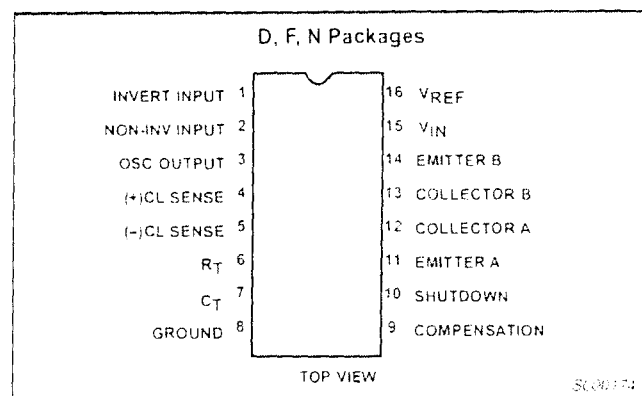 D, F, N Packages
INVERT INPUT 1
NON-INV INPUT 2
OSC OUTPUT 3
(+)CL SENSE 4
(−)CL SENSE 5
RT 6
CT 7
GROUND 8
16 VREF
15 VIN
14 EMITTER B
13 COLLECTOR B
12 COLLECTOR A
11 EMITTER A
10 SHUTDOWN
9 COMPENSATION
TOP VIEW
SL00174